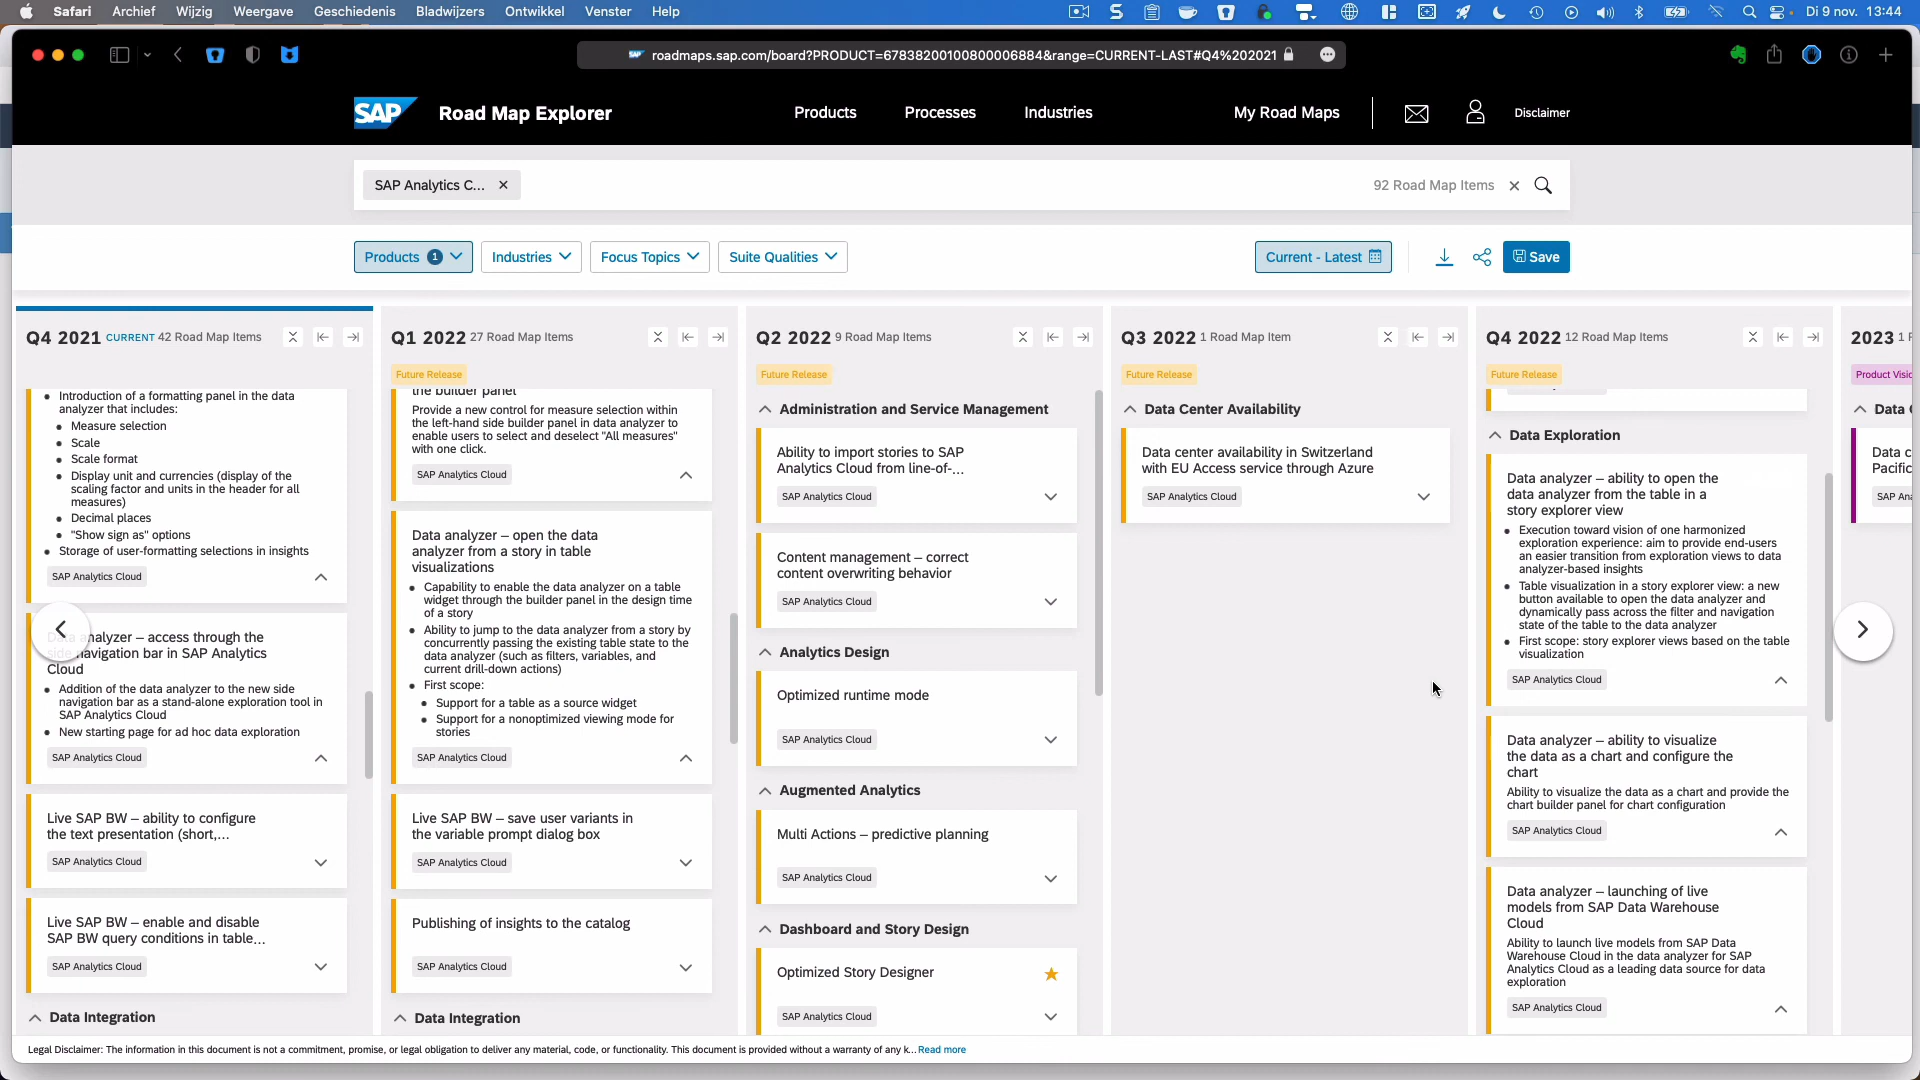 Safari Archief Wijzig Weergave Geschiedenis Bladwijzers Ontwikkel Venster Help Di 9 nov. 13:44
roadmaps.sap.com/board?PRODUCT=67838200100800006884&range=CURRENT-LAST#Q4%202021
SAP Road Map Explorer Products Processes Industries My Road Maps Disclaimer
SAP Analytics C... 92 Road Map Items
Products 1 Industries Focus Topics Suite Qualities Current - Latest Save
Q4 2021 CURRENT 42 Road Map Items
Introduction of a formatting panel in the data
analyzer that includes:
Measure selection
Scale
Scale format
Display unit and currencies (display of the
scaling factor and units in the header for all
measures)
Decimal places
"Show sign as" options
Storage of user-formatting selections in insights
SAP Analytics Cloud
analyzer – access through the
navigation bar in SAP Analytics
Cloud
Addition of the data analyzer to the new side
navigation bar as a stand-alone exploration tool in
SAP Analytics Cloud
New starting page for ad hoc data exploration
SAP Analytics Cloud
Live SAP BW – ability to configure
the text presentation (short,...
SAP Analytics Cloud
Live SAP BW – enable and disable
SAP BW query conditions in table...
SAP Analytics Cloud
Data Integration
Q1 2022 27 Road Map Items
Future Release
the builder panel
Provide a new control for measure selection within
the left-hand side builder panel in data analyzer to
enable users to select and deselect "All measures"
with one click.
SAP Analytics Cloud
Data analyzer – open the data
analyzer from a story in table
visualizations
Capability to enable the data analyzer on a table
widget through the builder panel in the design time
of a story
Ability to jump to the data analyzer from a story by
concurrently passing the existing table state to the
data analyzer (such as filters, variables, and
current drill-down actions)
First scope:
Support for a table as a source widget
Support for a nonoptimized viewing mode for
stories
SAP Analytics Cloud
Live SAP BW – save user variants in
the variable prompt dialog box
SAP Analytics Cloud
Publishing of insights to the catalog
SAP Analytics Cloud
Data Integration
Q2 2022 9 Road Map Items
Future Release
Administration and Service Management
Ability to import stories to SAP
Analytics Cloud from line-of-...
SAP Analytics Cloud
Content management – correct
content overwriting behavior
SAP Analytics Cloud
Analytics Design
Optimized runtime mode
SAP Analytics Cloud
Augmented Analytics
Multi Actions – predictive planning
SAP Analytics Cloud
Dashboard and Story Design
Optimized Story Designer
SAP Analytics Cloud
Q3 2022 1 Road Map Item
Future Release
Data Center Availability
Data center availability in Switzerland
with EU Access service through Azure
SAP Analytics Cloud
Q4 2022 12 Road Map Items
Future Release
Data Exploration
Data analyzer – ability to open the
data analyzer from the table in a
story explorer view
Execution toward vision of one harmonized
exploration experience: aim to provide end-users
an easier transition from exploration views to data
analyzer-based insights
Table visualization in a story explorer view: a new
button available to open the data analyzer and
dynamically pass across the filter and navigation
state of the table to the data analyzer
First scope: story explorer views based on the table
visualization
SAP Analytics Cloud
Data analyzer – ability to visualize
the data as a chart and configure the
chart
Ability to visualize the data as a chart and provide the
chart builder panel for chart configuration
SAP Analytics Cloud
Data analyzer – launching of live
models from SAP Data Warehouse
Cloud
Ability to launch live models from SAP Data
Warehouse Cloud in the data analyzer for SAP
Analytics Cloud as a leading data source for data
exploration
SAP Analytics Cloud
2023 1
Product Visi
Data
Data c
Pacific
SAP An
Legal Disclaimer: The information in this document is not a commitment, promise, or legal obligation to deliver any material, code, or functionality. This document is provided without a warranty of any k... Read more